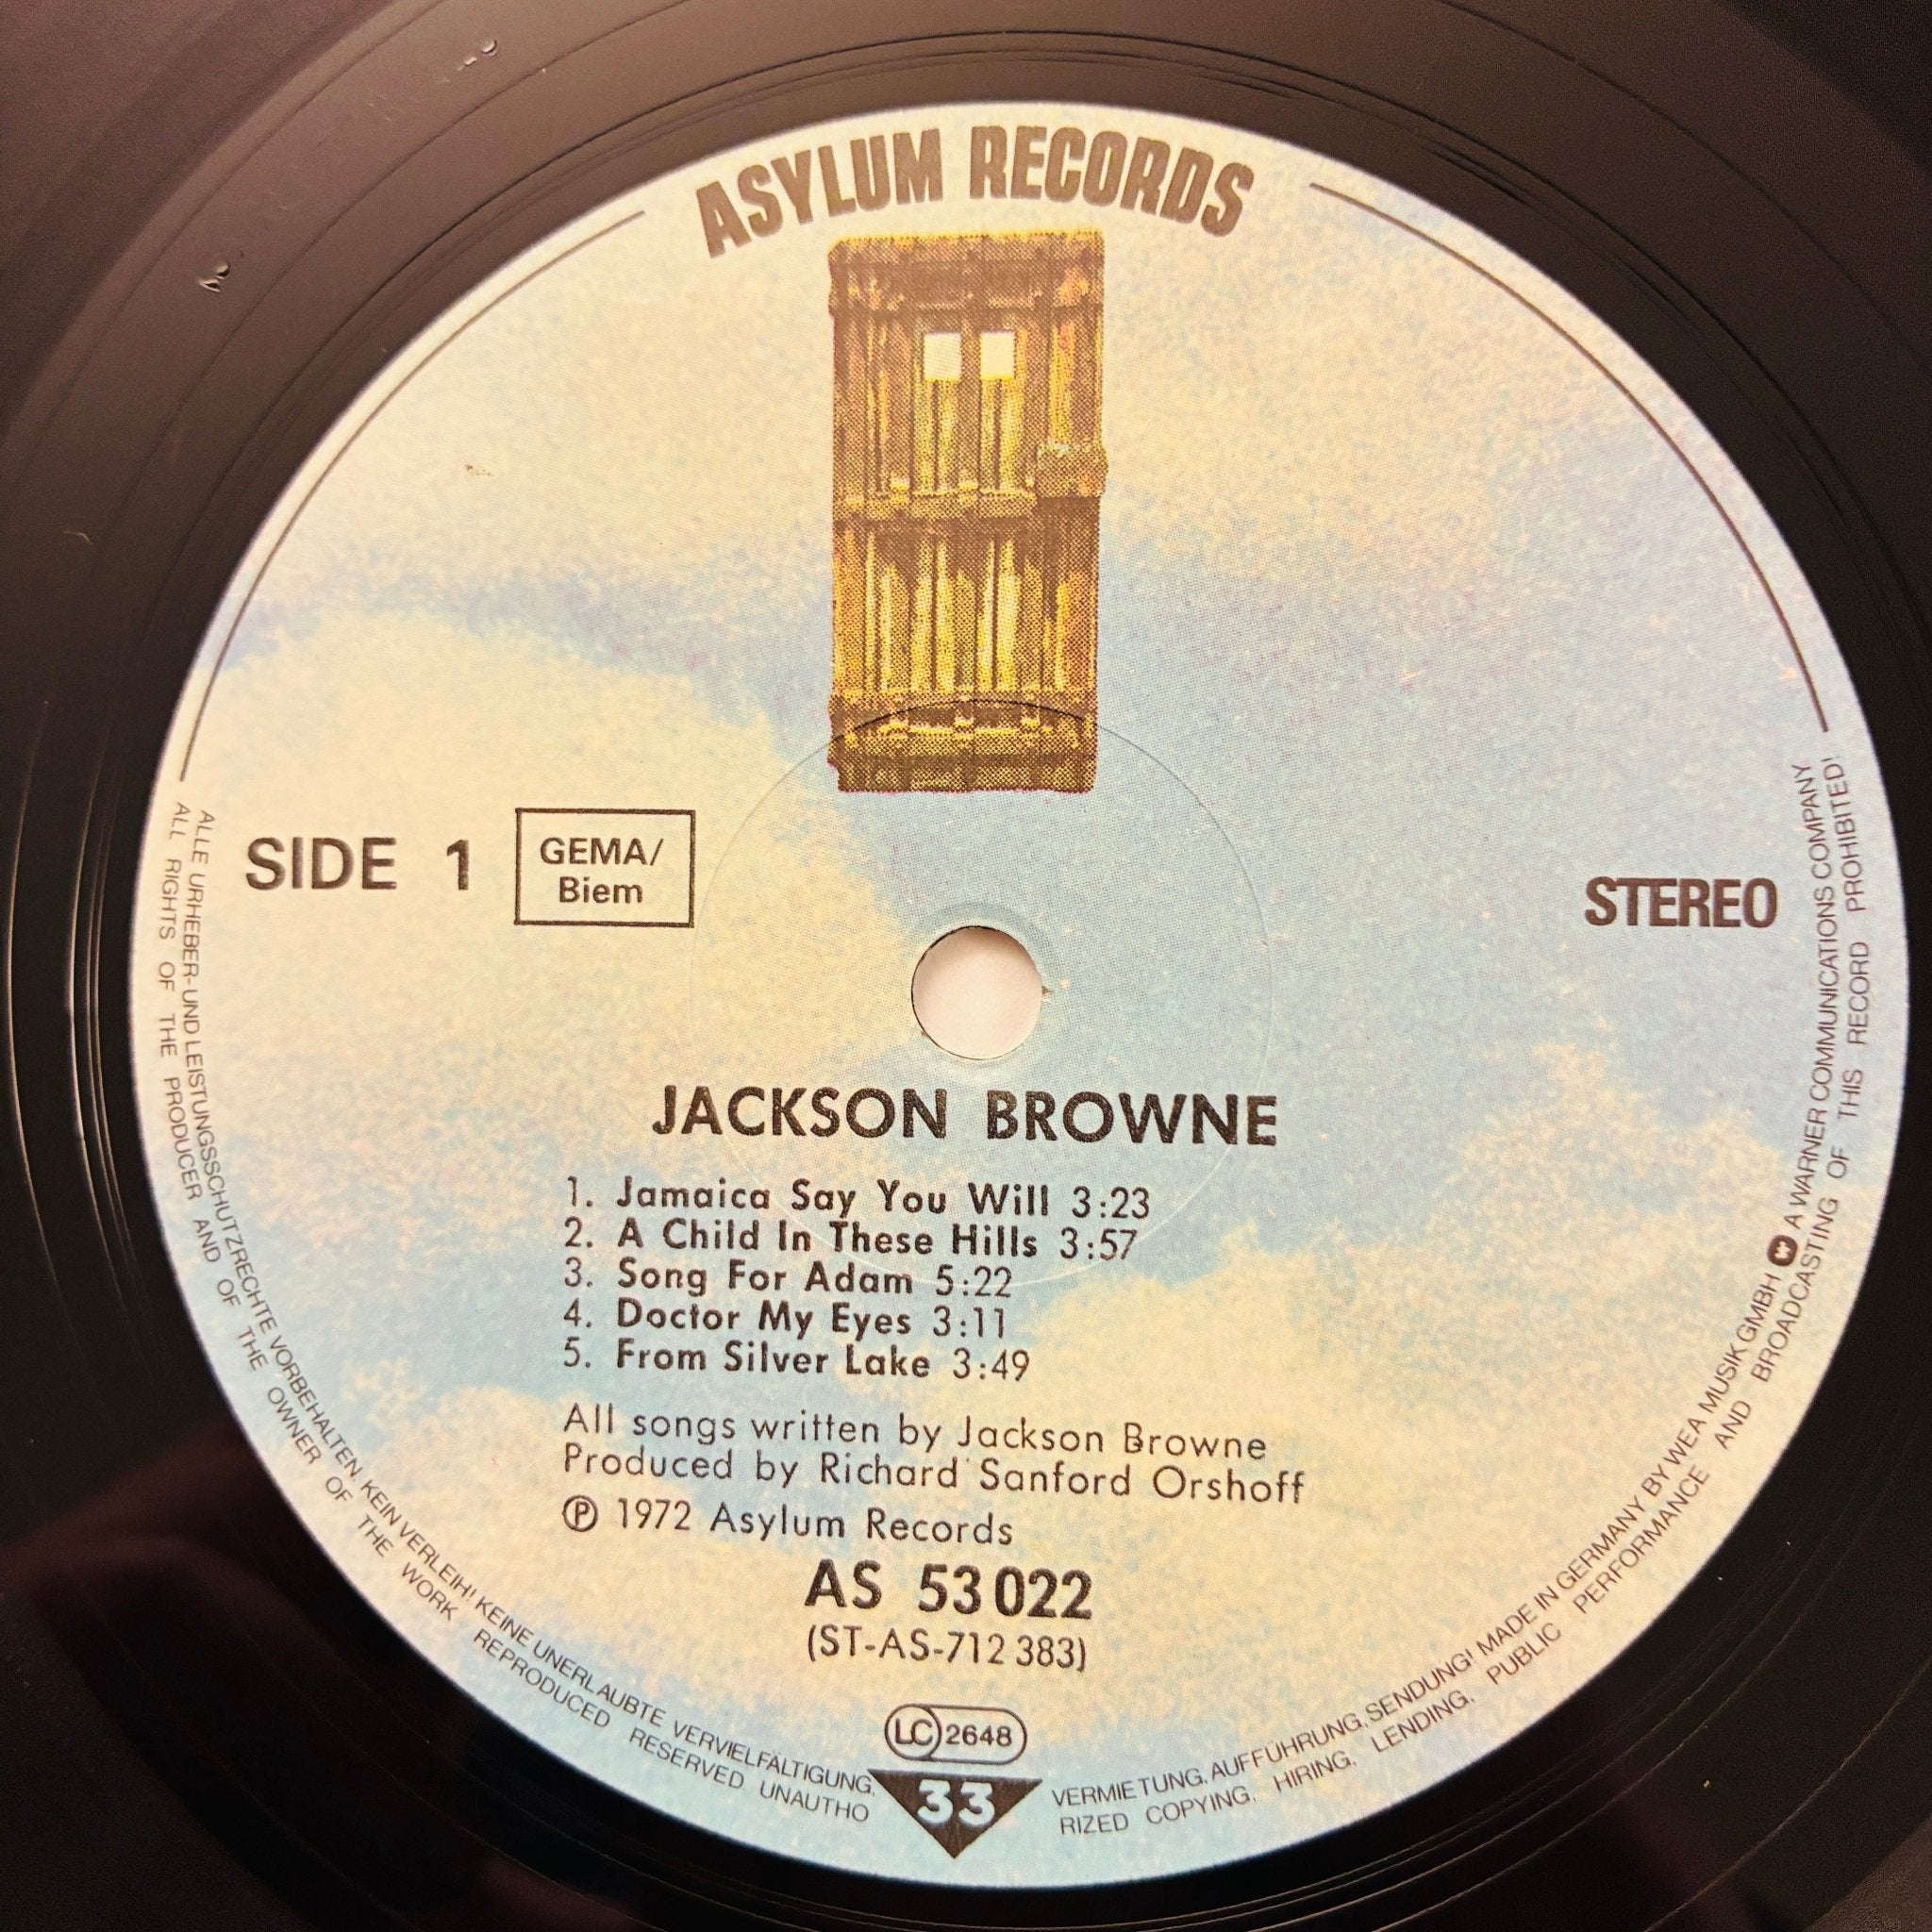 ASYLUM RECORDS
SIDE 1
GEMA/
Biem
STEREO
JACKSON BROWNE
1. Jamaica Say You Will 3:23
2. A Child In These Hills 3:57
3. Song For Adam 5:22
4. Doctor My Eyes 3:11
5. From Silver Lake 3:49
All songs written by Jackson Browne
Produced by Richard Sanford Orshoff
℗ 1972 Asylum Records
AS 53 022
(ST-AS-712 383)
LC 2648
33
ALLE URHEBER- UND LEISTUNGSSCHUTZRECHTE VORBEHALTEN. KEIN VERLEIH! KEINE UNERLAUBTE VERVIELFÄLTIGUNG, VERMIETUNG, AUFFÜHRUNG, SENDUNG! MADE IN GERMANY BY WEA MUSIK GMBH W A WARNER COMMUNICATIONS COMPANY
ALL RIGHTS OF THE PRODUCER AND OF THE OWNER OF THE WORK REPRODUCED RESERVED UNAUTHORIZED COPYING, HIRING, LENDING, PUBLIC PERFORMANCE AND BROADCASTING OF THIS RECORD PROHIBITED!